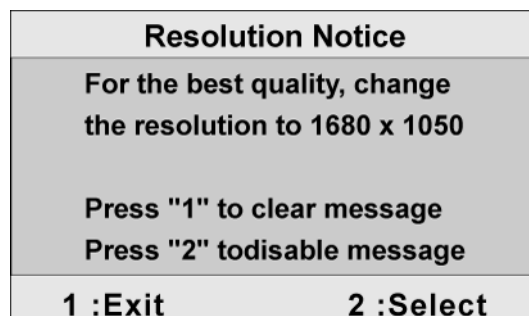 Resolution Notice
For the best quality, change
the resolution to 1680 x 1050
Press "1" to clear message
Press "2" todisable message
1 :Exit 2 :Select